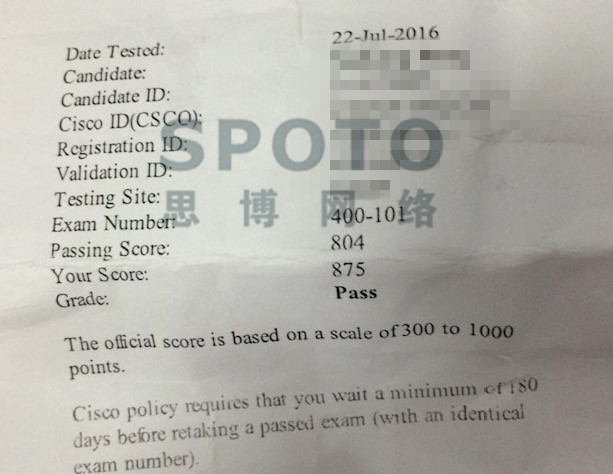 Date Tested: 22-Jul-2016
Candidate:
Candidate ID:
Cisco ID(CSCO):
Registration ID:
Validation ID:
Testing Site:
Exam Number: 400-101
Passing Score: 804
Your Score: 875
Grade: Pass
The official score is based on a scale of 300 to 1000
points.
Cisco policy requires that you wait a minimum of 180
days before retaking a passed exam (with an identical
exam number).
SPOTO
思博网络